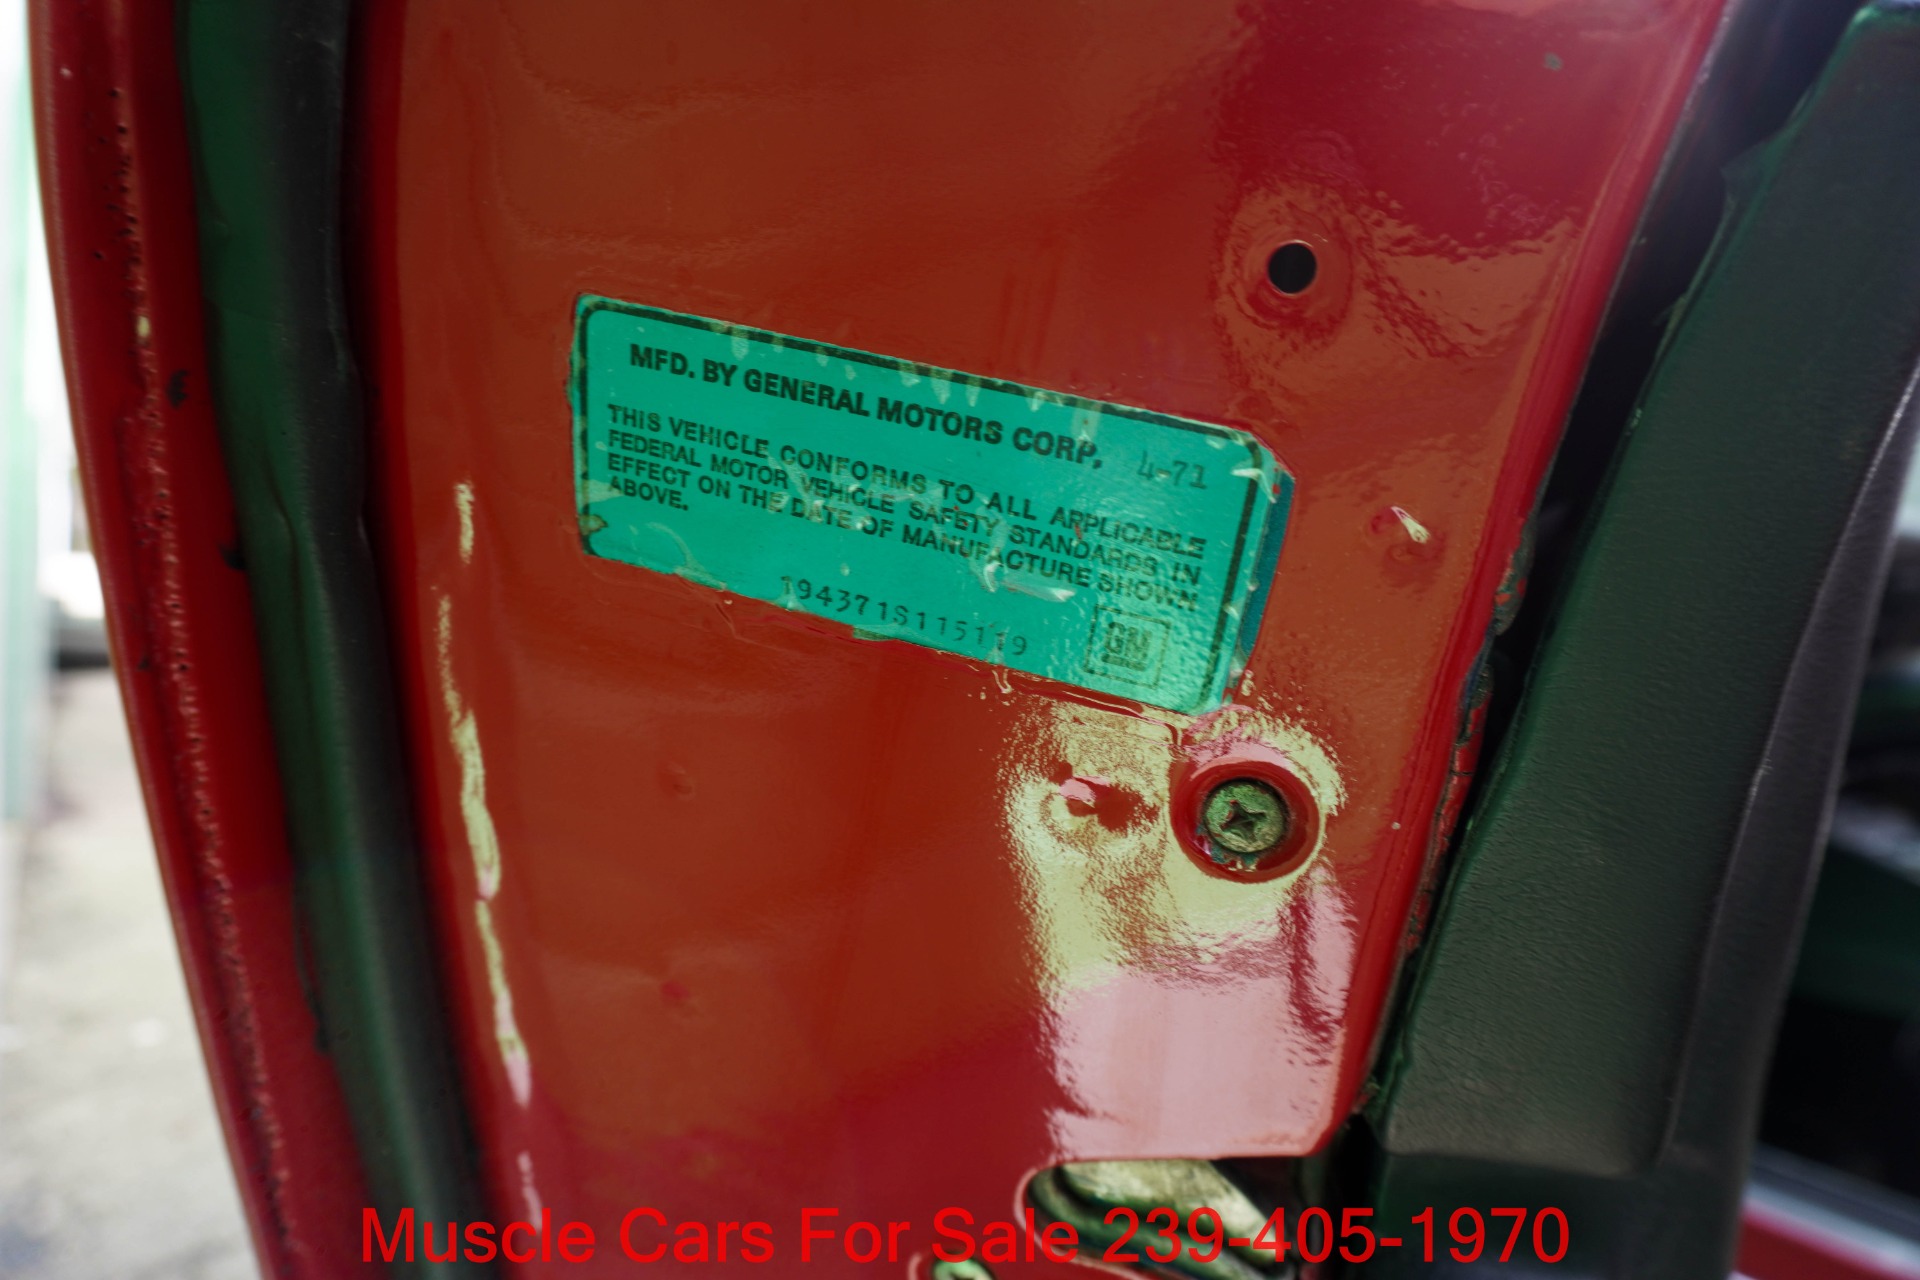 MFD. BY GENERAL MOTORS CORP. 4-71
THIS VEHICLE CONFORMS TO ALL APPLICABLE
FEDERAL MOTOR VEHICLE SAFETY STANDARDS IN
EFFECT ON THE DATE OF MANUFACTURE SHOWN
ABOVE.
194371S115119
GM
Muscle Cars For Sale 239-405-1970